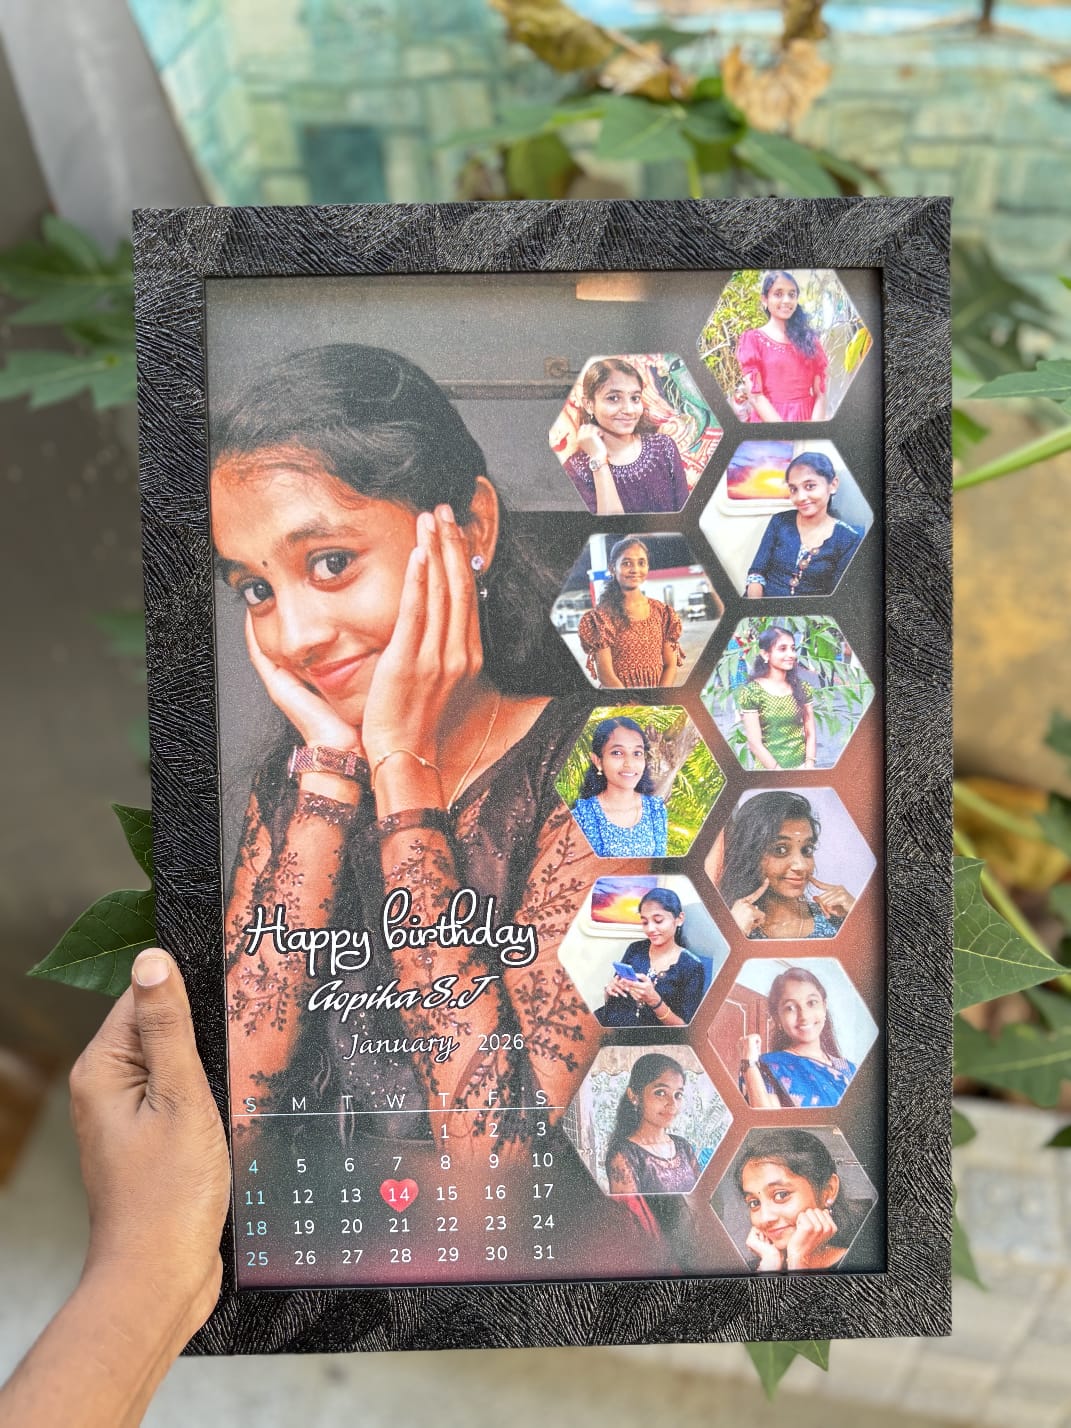 Happy birthday
Gopika S.J
January 2026
S M T W T F S
1 2 3
4 5 6 7 8 9 10
11 12 13 14 15 16 17
18 19 20 21 22 23 24
25 26 27 28 29 30 31